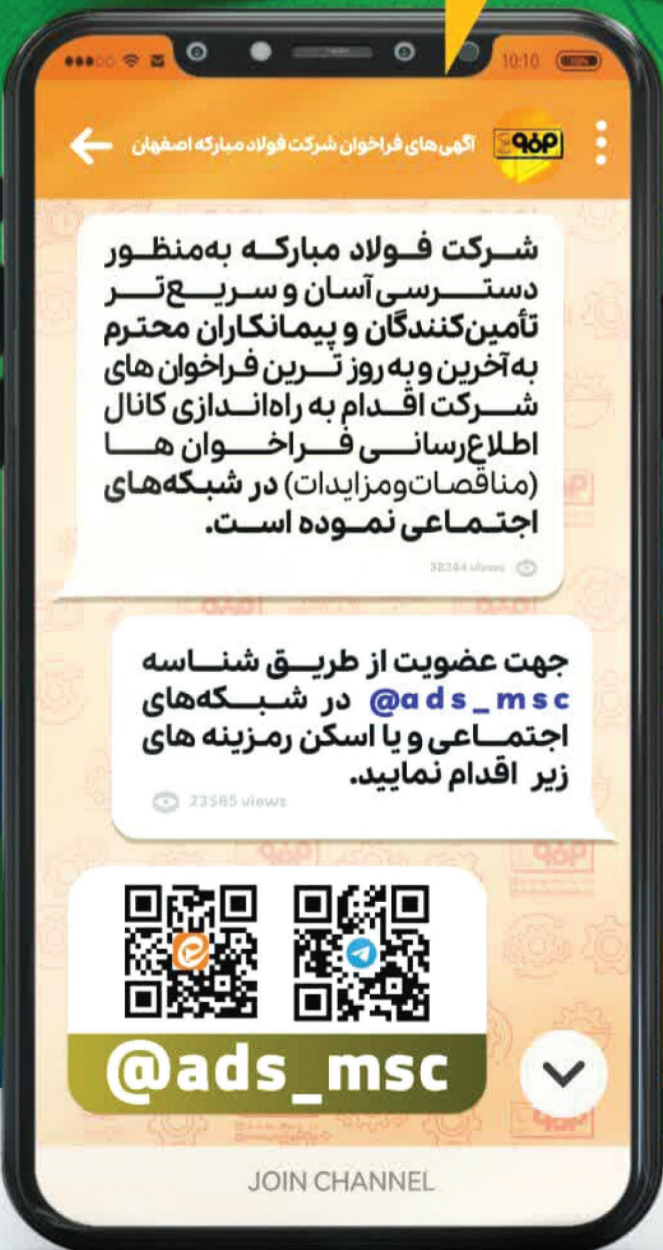 10:10
آگهی‌های فراخوان شرکت فولاد مبارکه اصفهان
شرکت فولاد مبارکه به‌منظور
دسترسی آسان و سریع‌تر
تأمین‌کنندگان و پیمانکاران محترم
به آخرین و به روز ترین فراخوان های
شرکت اقدام به راه‌اندازی کانال
اطلاع‌رسانی فراخوان ها
(مناقصات‌ومزایدات) در شبکه‌های
اجتماعی نموده است.
38364 views
جهت عضویت از طریق شناسه
@ads_msc در شبکه‌های
اجتماعی و یا اسکن رمزینه های
زیر اقدام نمایید.
23565 views
@ads_msc
JOIN CHANNEL